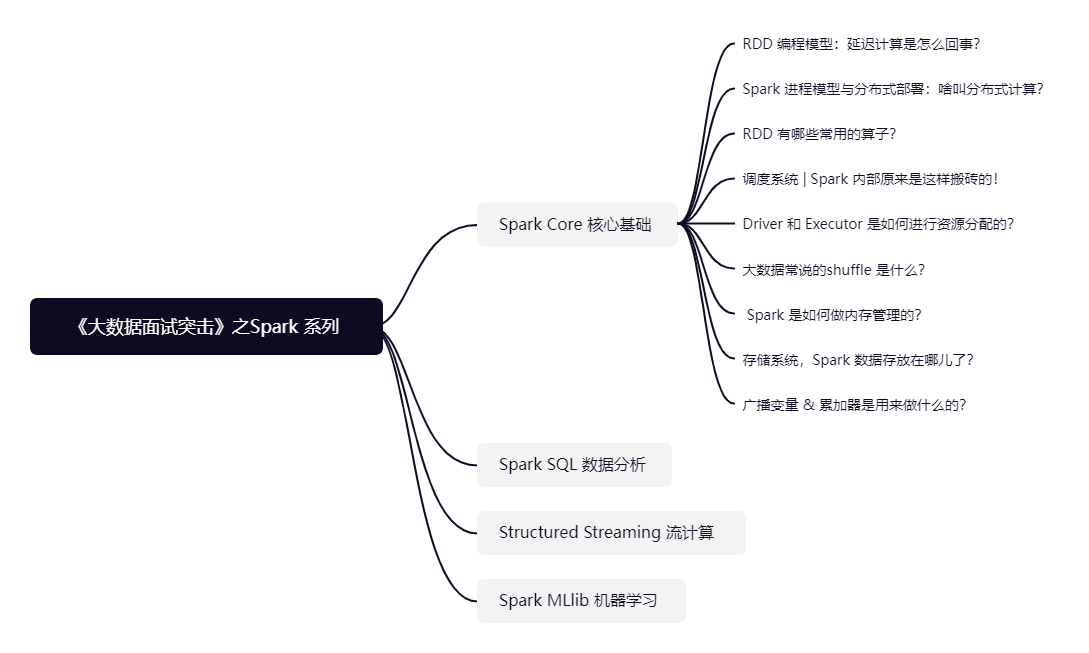 《大数据面试突击》之Spark 系列
Spark Core 核心基础
RDD 编程模型：延迟计算是怎么回事？
Spark 进程模型与分布式部署：啥叫分布式计算？
RDD 有哪些常用的算子？
调度系统 | Spark 内部原来是这样搬砖的！
Driver 和 Executor 是如何进行资源分配的？
大数据常说的shuffle 是什么？
Spark 是如何做内存管理的？
存储系统，Spark 数据存放在哪儿了？
广播变量 & 累加器是用来做什么的？
Spark SQL 数据分析
Structured Streaming 流计算
Spark MLlib 机器学习